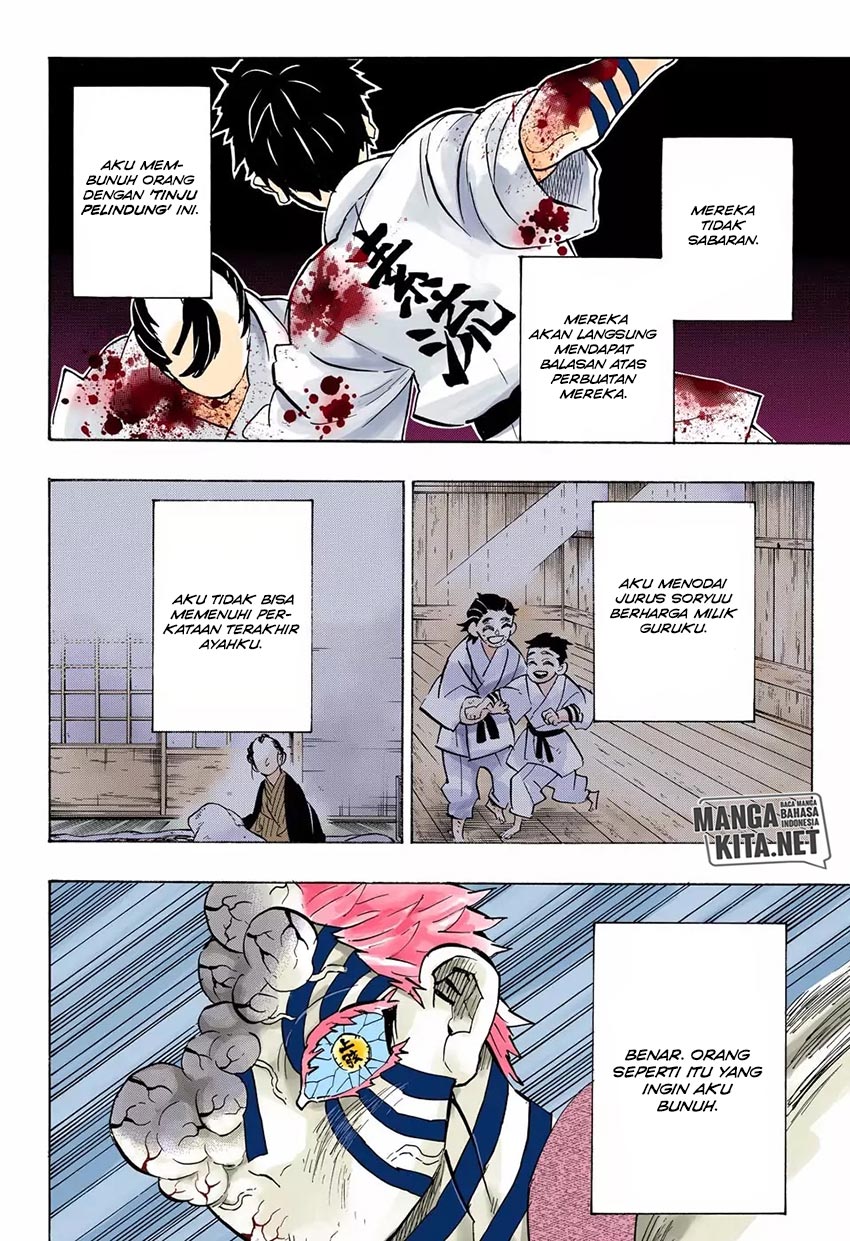 MEREKA
TIDAK
SABARAN.
MEREKA
AKAN LANGSUNG
MENDAPAT
BALASAN ATAS
PERBUATAN
MEREKA.
AKU MEM-
BUNUH ORANG
DENGAN 'TINJU
PELINDUNG' INI.
素流
AKU MENODAI
JURUS SORYUU
BERHARGA MILIK
GURUKU.
AKU TIDAK BISA
MEMENUHI PER-
KATAAN TERAKHIR
AYAHKU.
MANGA
KITA.NET
BACA MANGA
BAHASA
INDONESIA
BENAR. ORANG
SEPERTI ITU YANG
INGIN AKU
BUNUH.